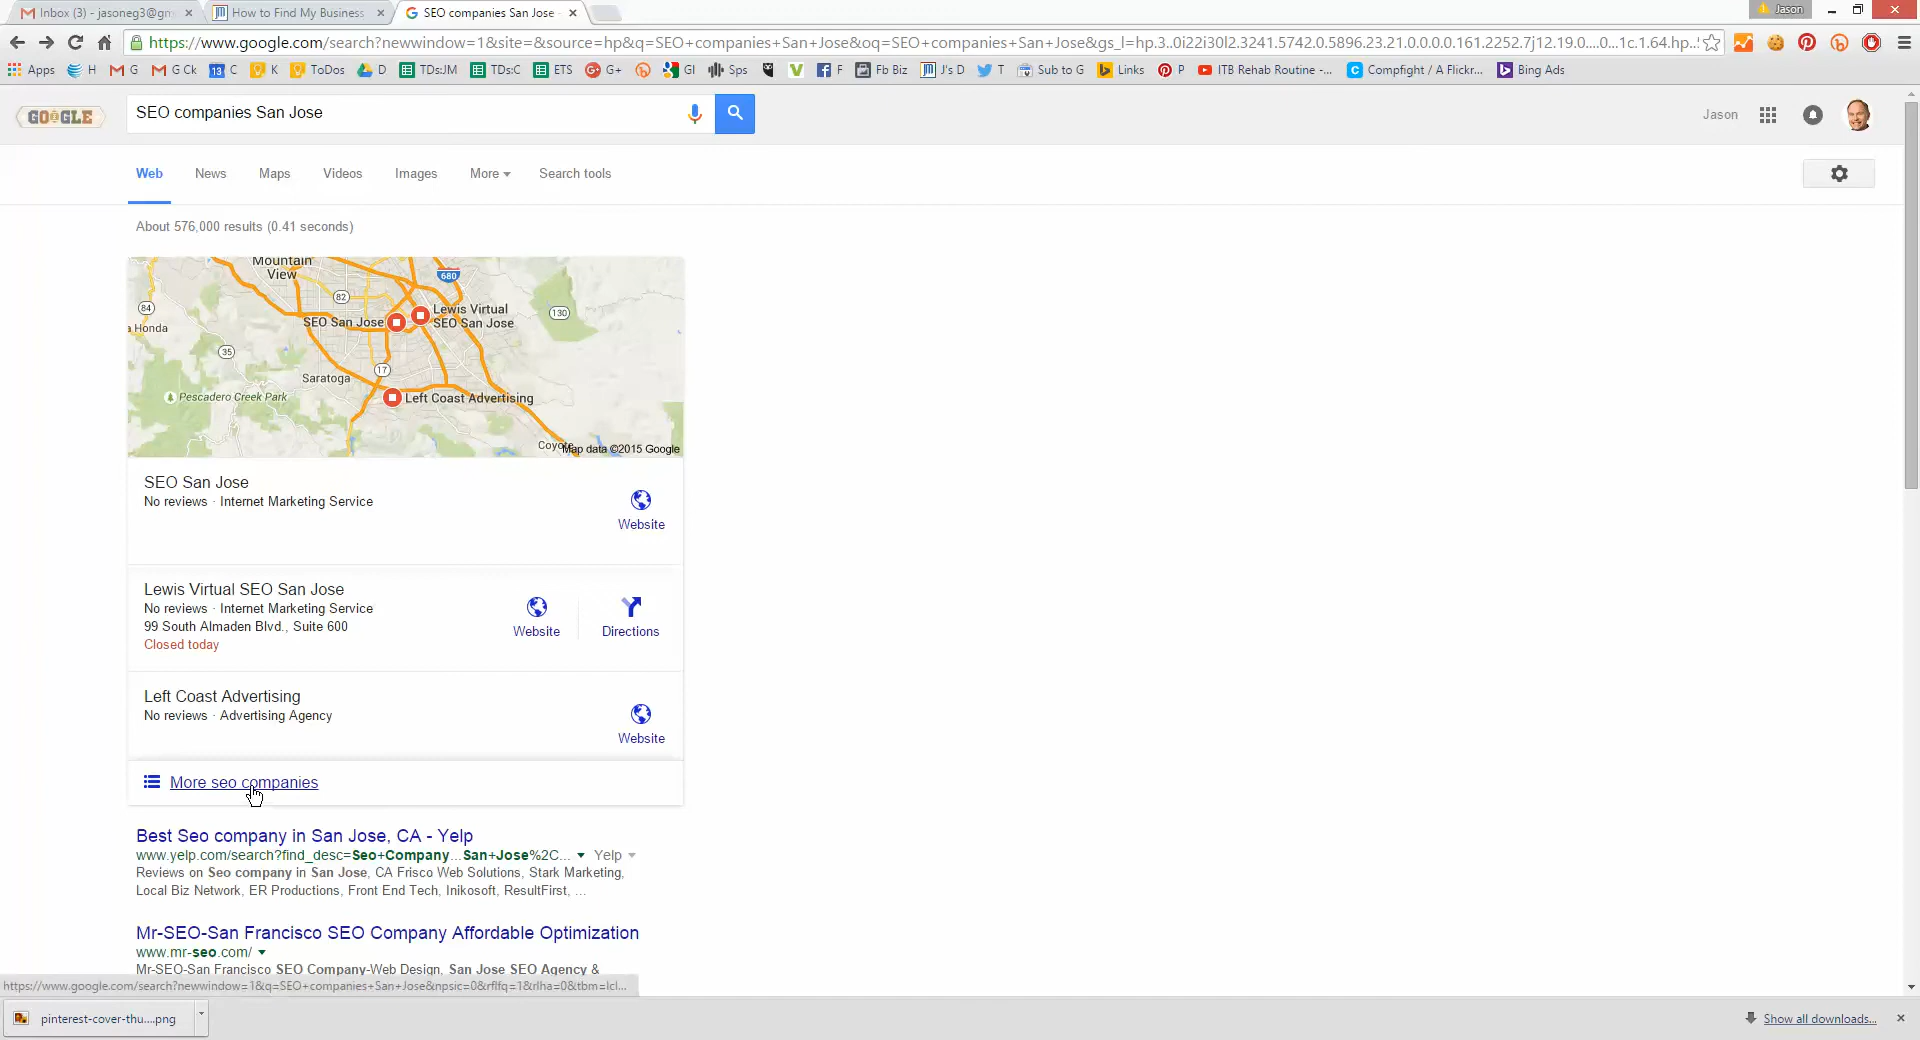 Inbox (3) - jasoneg3@gm
How to Find My Business
SEO companies San Jose -
Jason
https://www.google.com/search?newwindow=1&site=&source=hp&q=SEO+companies+San+Jose&oq=SEO+companies+San+Jose&gs_l=hp.3..0i22i30l2.3241.5742.0.5896.23.21.0.0.0.0.161.2252.7j12.19.0....0...1c.1.64.hp..
Apps H G G Ck 13 C K ToDos D TDs:JM TDs:C ETS G+ GI Sps F Fb Biz J's D T Sub to G Links P ITB Rehab Routine -... Compfight / A Flickr... Bing Ads
GOOGLE
SEO companies San Jose
Jason
Web News Maps Videos Images More Search tools
About 576,000 results (0.41 seconds)
Mountain
View
680
82
84
130
Lewis Virtual
SEO San Jose
SEO San Jose
a Honda
35
17
Saratoga
Pescadero Creek Park
Left Coast Advertising
Coyote
Map data ©2015 Google
SEO San Jose
No reviews · Internet Marketing Service
Website
Lewis Virtual SEO San Jose
No reviews · Internet Marketing Service
99 South Almaden Blvd., Suite 600
Closed today
Website
Directions
Left Coast Advertising
No reviews · Advertising Agency
Website
More seo companies
Best Seo company in San Jose, CA - Yelp
www.yelp.com/search?find_desc=Seo+Company...San+Jose%2C... Yelp
Reviews on Seo company in San Jose, CA Frisco Web Solutions, Stark Marketing,
Local Biz Network, ER Productions, Front End Tech, Inikosoft, ResultFirst, ...
Mr-SEO-San Francisco SEO Company Affordable Optimization
www.mr-seo.com/
Mr-SEO-San Francisco SEO Company-Web Design, San Jose SEO Agency &
https://www.google.com/search?newwindow=1&q=SEO+companies+San+Jose&npsic=0&rflfq=1&rlha=0&tbm=lcl...
pinterest-cover-thu....png
Show all downloads...